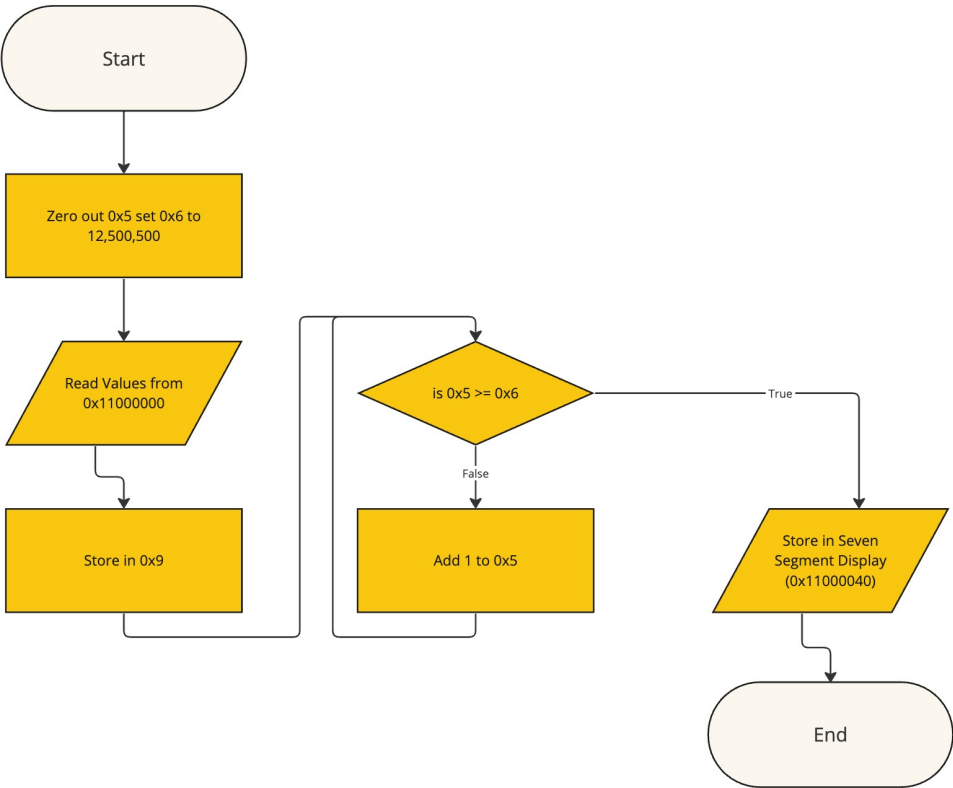 Start
Zero out 0x5 set 0x6 to
12,500,500
Read Values from
0x11000000
Store in 0x9
is 0x5 >= 0x6
True
False
Add 1 to 0x5
Store in Seven
Segment Display
(0x11000040)
End